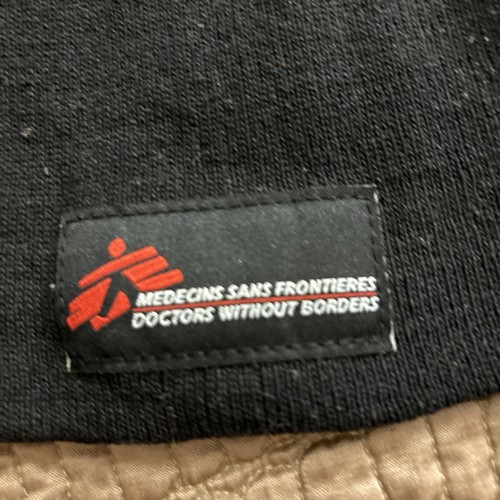 MEDECINS SANS FRONTIERES
DOCTORS WITHOUT BORDERS